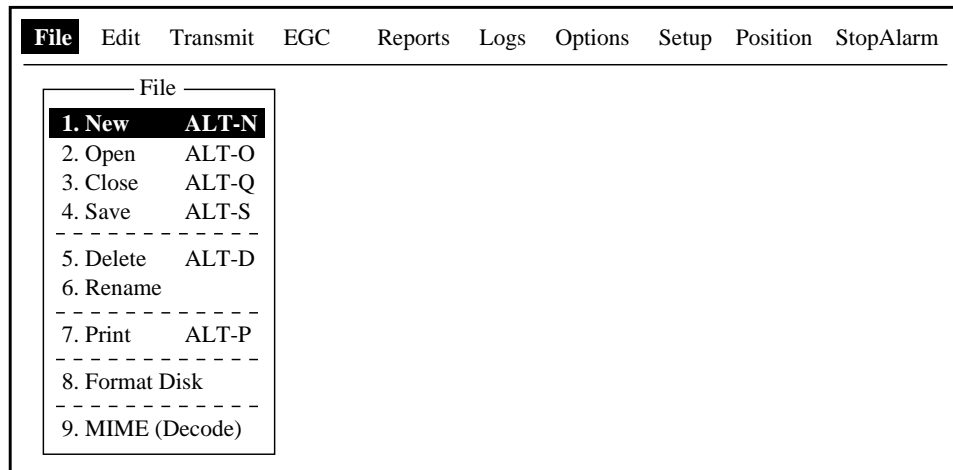 File Edit Transmit EGC Reports Logs Options Setup Position StopAlarm
File
1. New ALT-N
2. Open ALT-O
3. Close ALT-Q
4. Save ALT-S
5. Delete ALT-D
6. Rename
7. Print ALT-P
8. Format Disk
9. MIME (Decode)